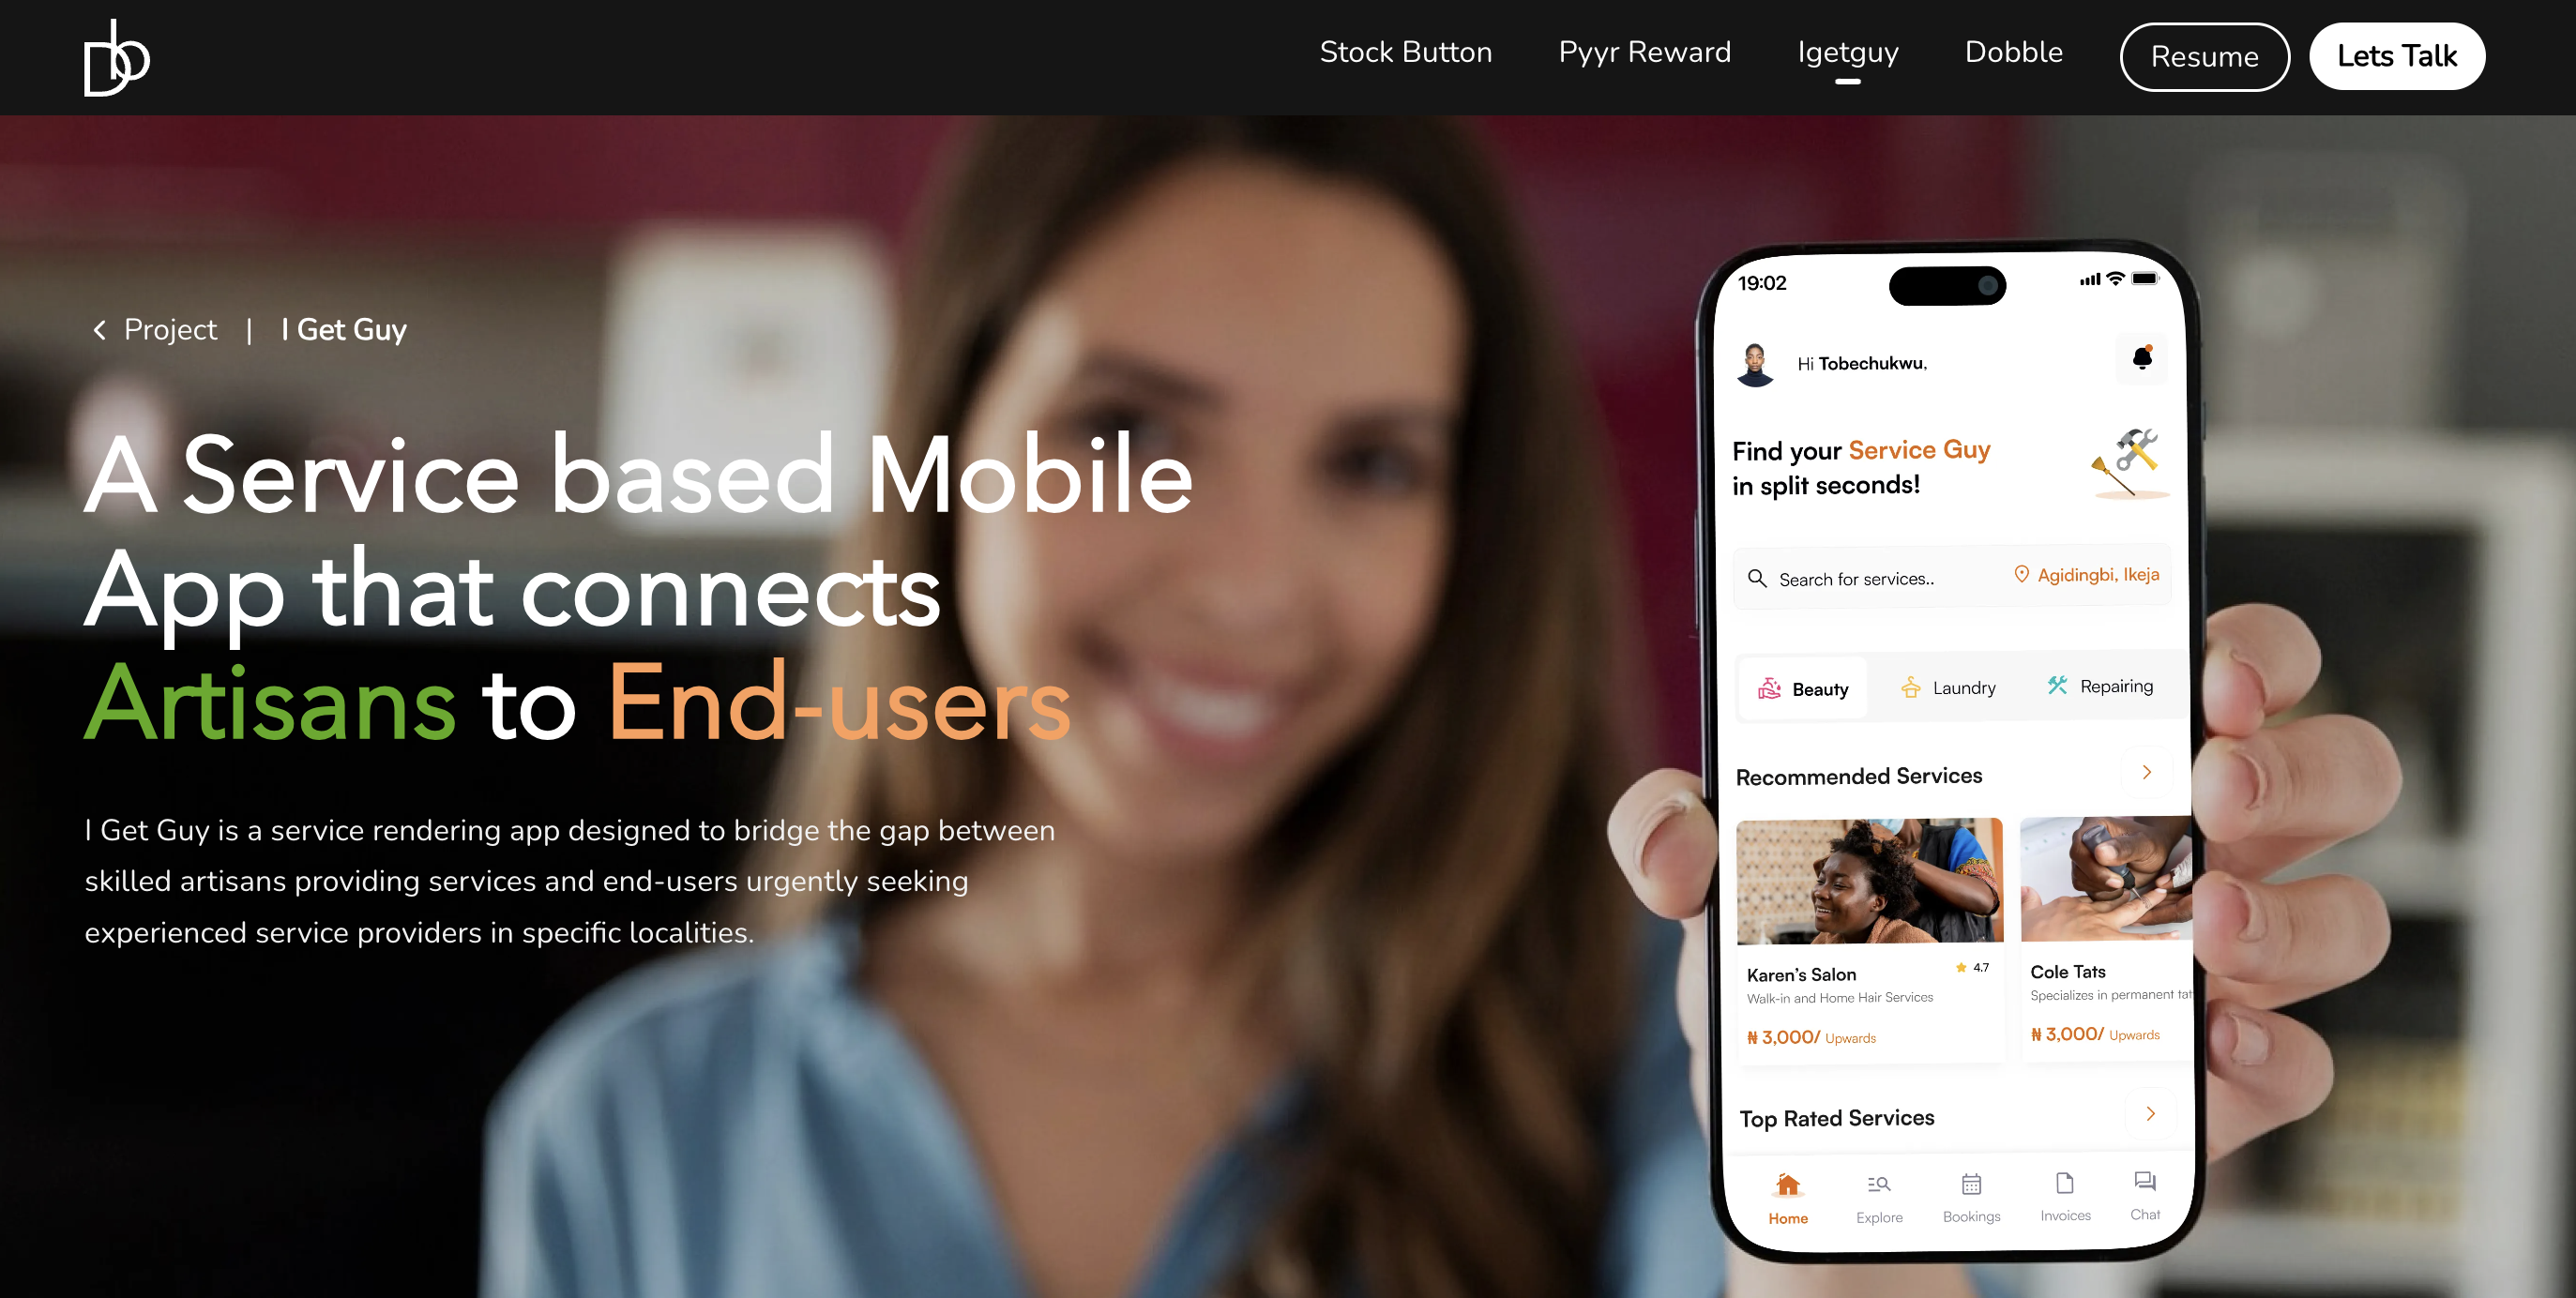 Stock Button
Pyyr Reward
Igetguy
Dobble
Resume
Lets Talk
Project | I Get Guy
A Service based Mobile
App that connects
Artisans to End-users
I Get Guy is a service rendering app designed to bridge the gap between
skilled artisans providing services and end-users urgently seeking
experienced service providers in specific localities.
19:02
Hi Tobechukwu,
Find your Service Guy
in split seconds!
Search for services..
Agidingbi, Ikeja
Beauty
Laundry
Repairing
Recommended Services
Karen’s Salon
4.7
Walk-in and Home Hair Services
₦ 3,000/ Upwards
Cole Tats
Specializes in permanent tat
₦ 3,000/ Upwards
Top Rated Services
Home
Explore
Bookings
Invoices
Chat